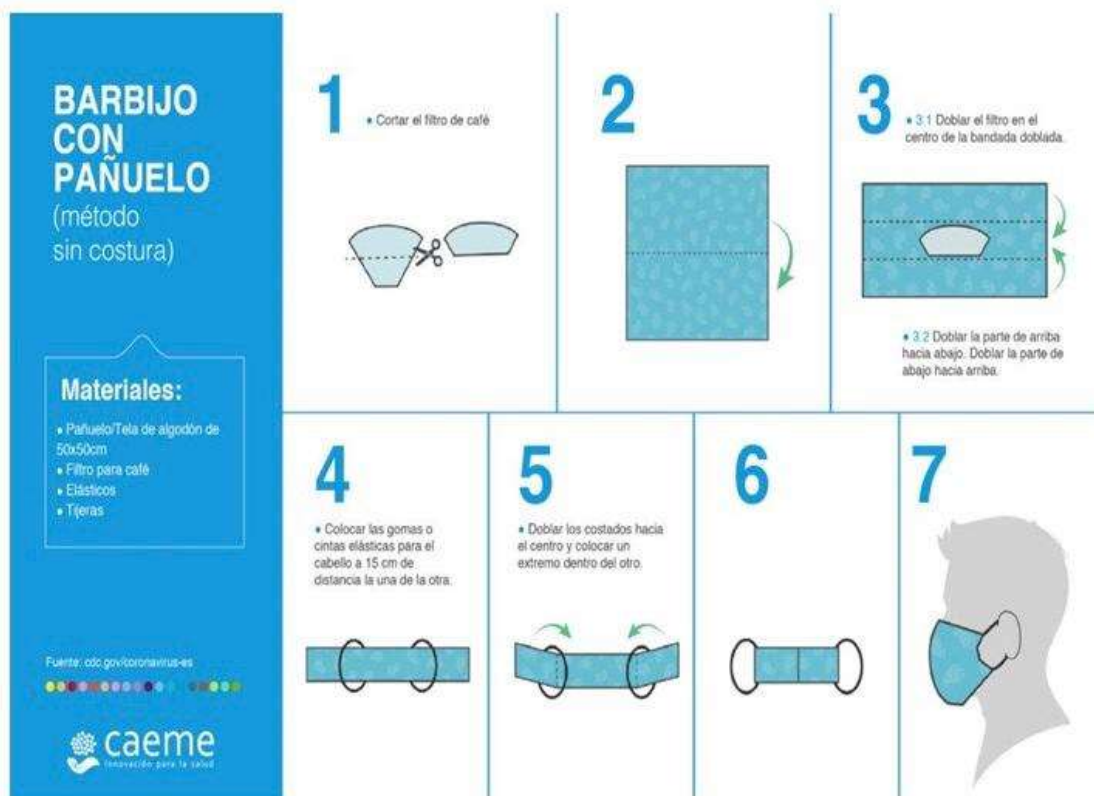 BARBIJO
CON
PAÑUELO
(método
sin costura)
Materiales:
• Pañuelo/Tela de algodón de
50x50cm
• Filtro para café
• Elásticos
• Tijeras
Fuente: cdc.gov/coronavirus-es
caeme
innovación para la salud
1
• Cortar el filtro de café
2
3
• 3.1 Doblar el filtro en el
centro de la bandada doblada.
• 3.2 Doblar la parte de arriba
hacia abajo. Doblar la parte de
abajo hacia arriba.
4
• Colocar las gomas o
cintas elásticas para el
cabello a 15 cm de
distancia la una de la otra.
5
• Doblar los costados hacia
el centro y colocar un
extremo dentro del otro.
6
7